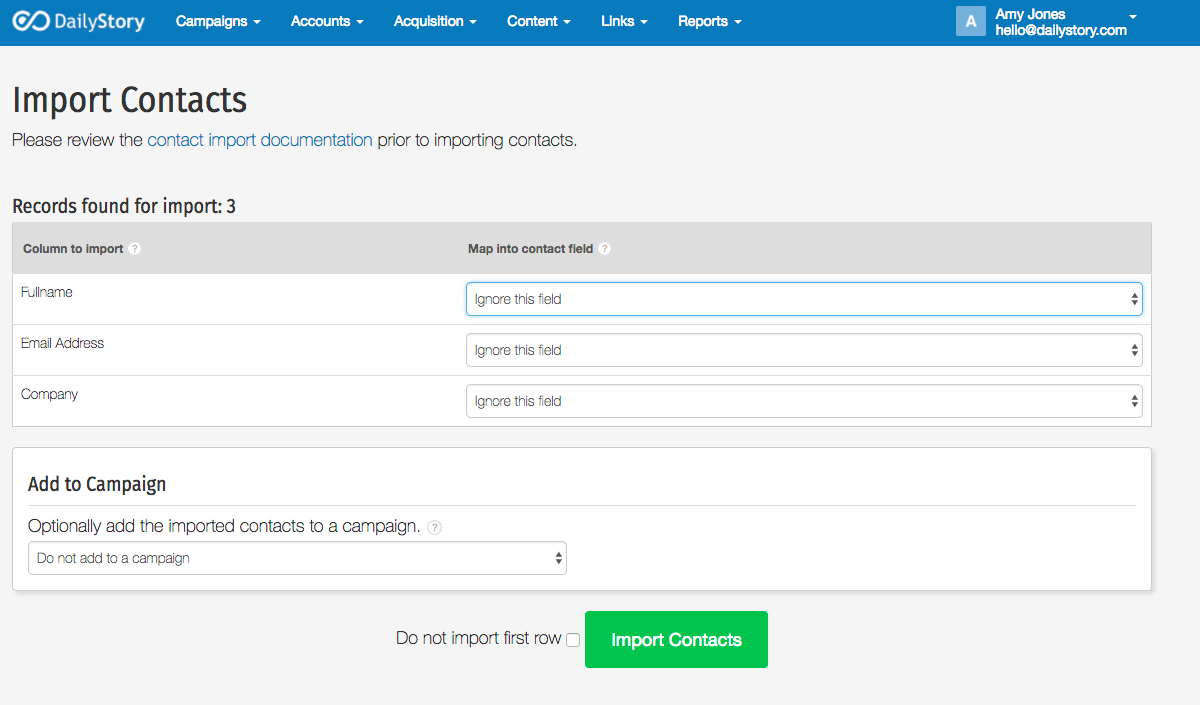 DailyStory Campaigns Accounts Acquisition Content Links Reports A Amy Jones
hello@dailystory.com
Import Contacts
Please review the contact import documentation prior to importing contacts.
Records found for import: 3
Column to import ? Map into contact field ?
Fullname Ignore this field
Email Address Ignore this field
Company Ignore this field
Add to Campaign
Optionally add the imported contacts to a campaign. ?
Do not add to a campaign
Do not import first row Import Contacts